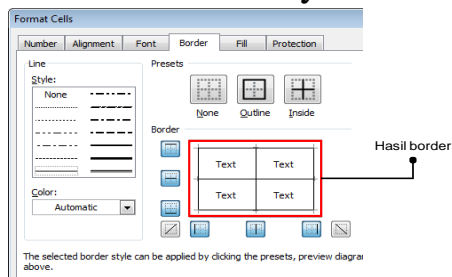 Format Cells
Number Alignment Font Border Fill Protection
Line
Style:
None
Presets
None Outline Inside
Border
Text Text
Text Text
Hasil border
Color:
Automatic
The selected border style can be applied by clicking the presets, preview diagra
above.